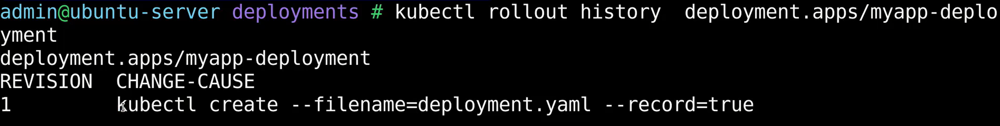 admin@ubuntu-server deployments # kubectl rollout history  deployment.apps/myapp-deplo
yment
deployment.apps/myapp-deployment
REVISION  CHANGE-CAUSE
1         kubectl create --filename=deployment.yaml --record=true